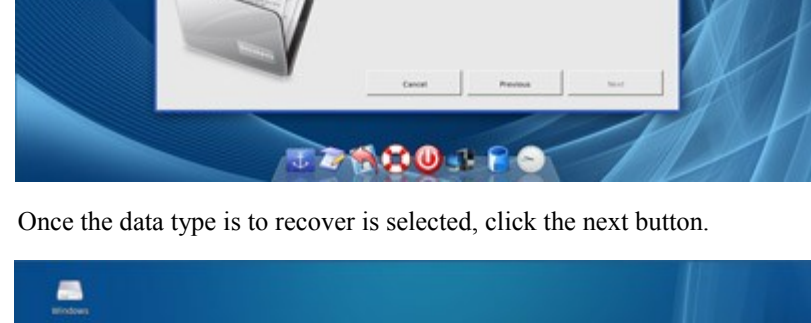 Cancel Previous Next
Once the data type is to recover is selected, click the next button.
Windows